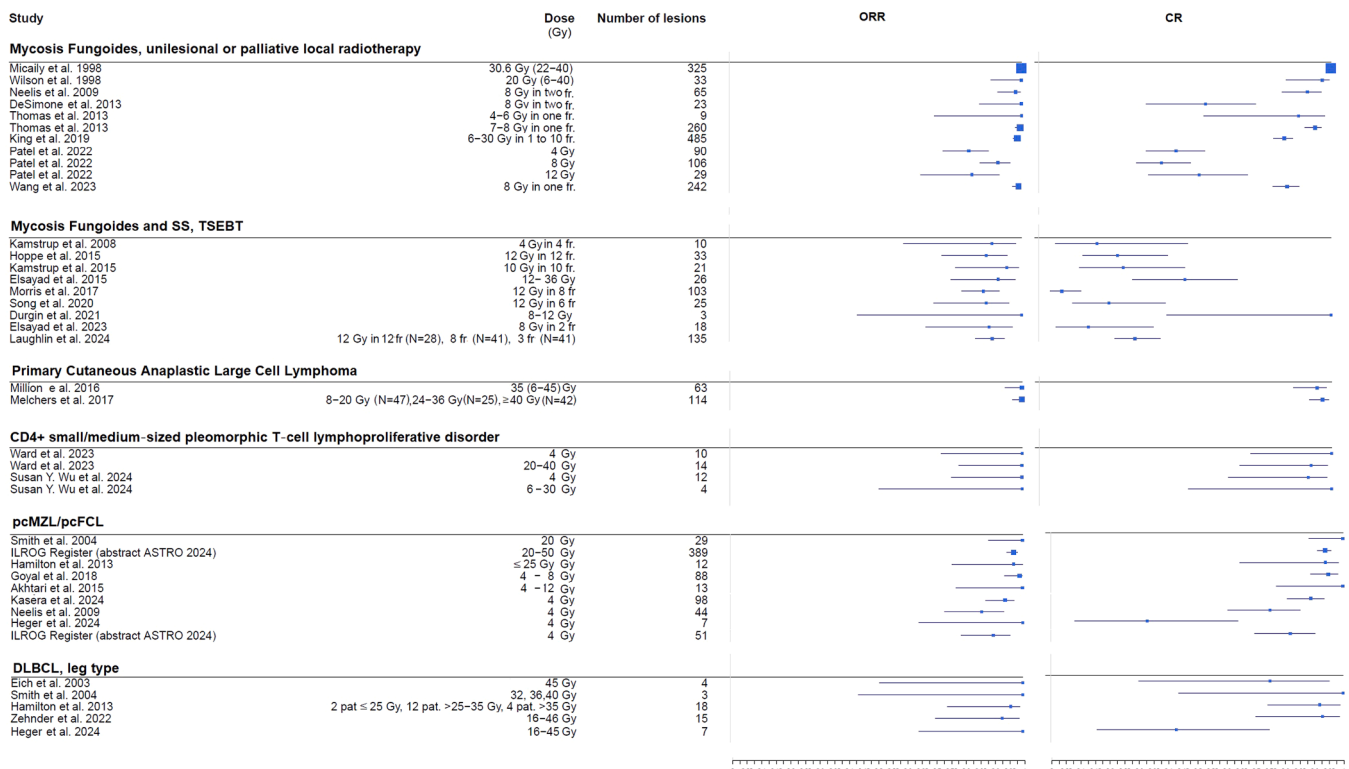 Study Dose Number of lesions ORR CR
(Gy)
Mycosis Fungoides, unilesional or palliative local radiotherapy
Micaily et al. 1998 30.6 Gy (22–40) 325
Wilson et al. 1998 20 Gy (6–40) 33
Neelis et al. 2009 8 Gy in two fr. 65
DeSimone et al. 2013 8 Gy in two fr. 23
Thomas et al. 2013 4–6 Gy in one fr. 9
Thomas et al. 2013 7–8 Gy in one fr. 260
King et al. 2019 6–30 Gy in 1 to 10 fr. 485
Patel et al. 2022 4 Gy 90
Patel et al. 2022 8 Gy 106
Patel et al. 2022 12 Gy 29
Wang et al. 2023 8 Gy in one fr. 242
Mycosis Fungoides and SS, TSEBT
Kamstrup et al. 2008 4 Gy in 4 fr. 10
Hoppe et al. 2015 12 Gy in 12 fr. 33
Kamstrup et al. 2015 10 Gy in 10 fr. 21
Elsayad et al. 2015 12–36 Gy 26
Morris et al. 2017 12 Gy in 8 fr 103
Song et al. 2020 12 Gy in 6 fr 25
Durgin et al. 2021 8–12 Gy 3
Elsayad et al. 2023 8 Gy in 2 fr 18
Laughlin et al. 2024 12 Gy in 12 fr (N=28), 8 fr (N=41), 3 fr (N=41) 135
Primary Cutaneous Anaplastic Large Cell Lymphoma
Million e al. 2016 35 (6–45) Gy 63
Melchers et al. 2017 8–20 Gy (N=47),24–36 Gy(N=25), ≥40 Gy(N=42) 114
CD4+ small/medium-sized pleomorphic T-cell lymphoproliferative disorder
Ward et al. 2023 4 Gy 10
Ward et al. 2023 20–40 Gy 14
Susan Y. Wu et al. 2024 4 Gy 12
Susan Y. Wu et al. 2024 6–30 Gy 4
pcMZL/pcFCL
Smith et al. 2004 20 Gy 29
ILROG Register (abstract ASTRO 2024) 20–50 Gy 389
Hamilton et al. 2013 ≤ 25 Gy Gy 12
Goyal et al. 2018 4 – 8 Gy 88
Akhtari et al. 2015 4 –12 Gy 13
Kasera et al. 2024 4 Gy 98
Neelis et al. 2009 4 Gy 44
Heger et al. 2024 4 Gy 7
ILROG Register (abstract ASTRO 2024) 4 Gy 51
DLBCL, leg type
Eich et al. 2003 45 Gy 4
Smith et al. 2004 32, 36,40 Gy 3
Hamilton et al. 2013 2 pat ≤ 25 Gy, 12 pat. >25–35 Gy, 4 pat. >35 Gy 18
Zehnder et al. 2022 16–46 Gy 15
Heger et al. 2024 16–45 Gy 7